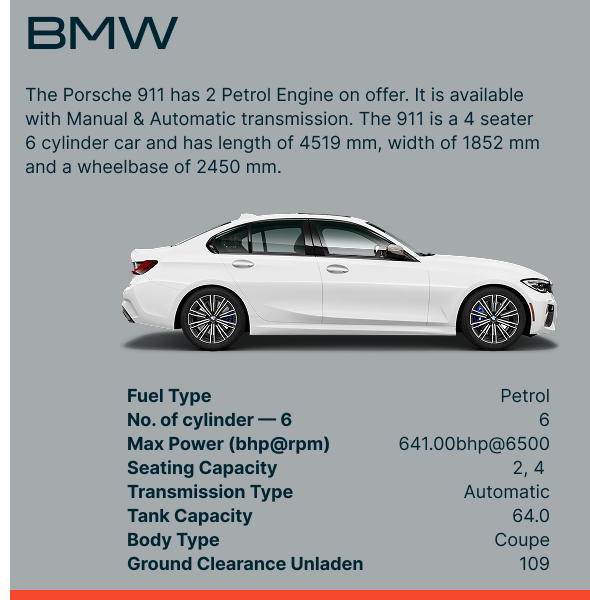 BMW
The Porsche 911 has 2 Petrol Engine on offer. It is available
with Manual & Automatic transmission. The 911 is a 4 seater
6 cylinder car and has length of 4519 mm, width of 1852 mm
and a wheelbase of 2450 mm.
Fuel Type Petrol
No. of cylinder — 6 6
Max Power (bhp@rpm) 641.00bhp@6500
Seating Capacity 2, 4
Transmission Type Automatic
Tank Capacity 64.0
Body Type Coupe
Ground Clearance Unladen 109